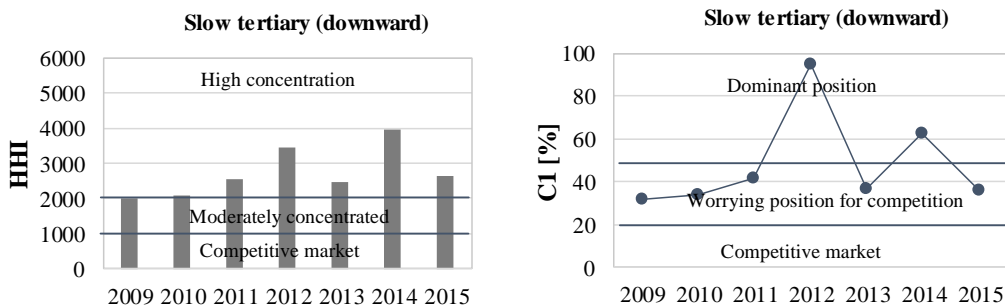 Slow tertiary (downward)
6000
5000
4000
3000
2000
1000
0
HHI
High concentration
Moderately concentrated
Competitive market
2009 2010 2011 2012 2013 2014 2015
Slow tertiary (downward)
100
80
60
40
20
0
C1 [%]
Dominant position
Worrying position for competition
Competitive market
2009 2010 2011 2012 2013 2014 2015